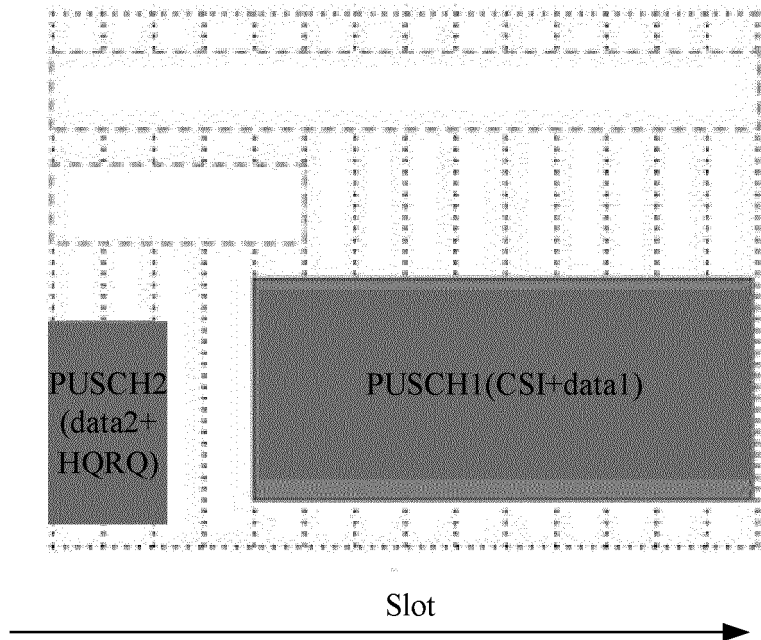 PUSCH2
(data2+
HQRQ)
PUSCH1(CSI+data1)
Slot